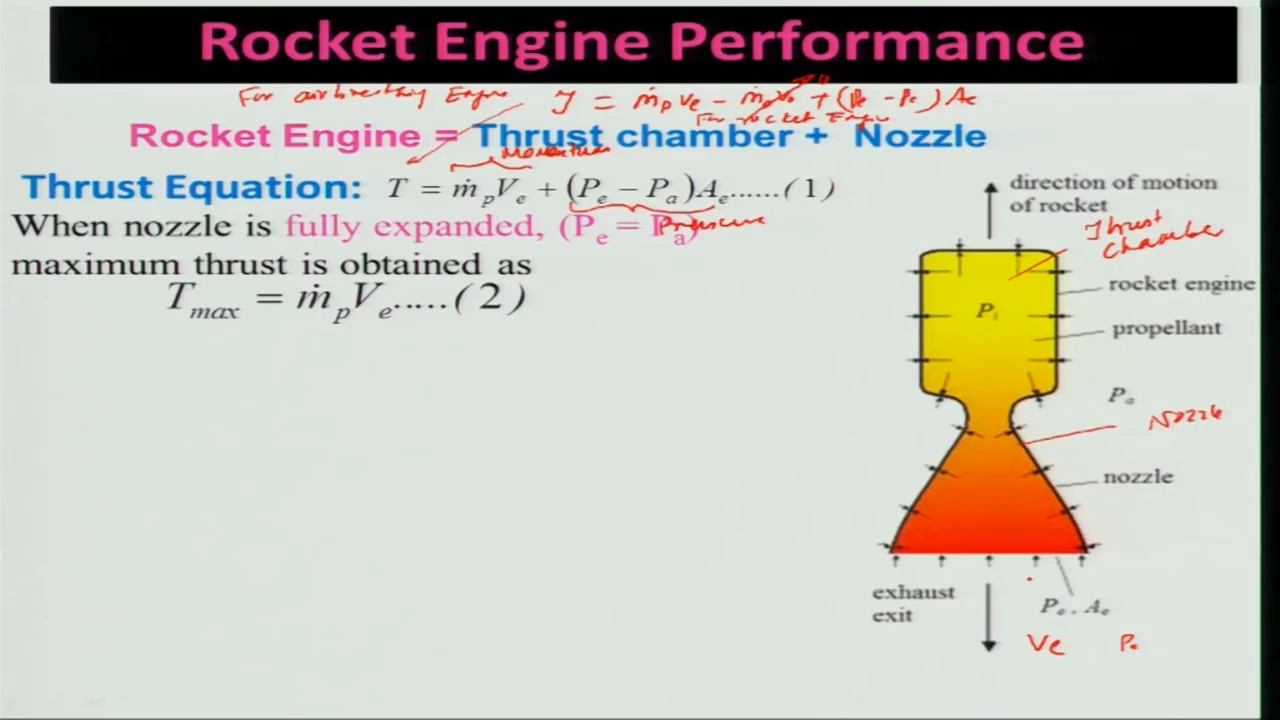 Rocket Engine Performance
For airbreathing Engine = ṁpVe - + (Pe - Pa) Ae
For rocket Engine
Rocket Engine = Thrust chamber + Nozzle
Momentum
Thrust Equation: T = ṁpVe + (Pe − Pa)Ae......(1)
Pressure
When nozzle is fully expanded, (Pe = Pa)
maximum thrust is obtained as
Tmax = ṁpVe.....(2)
direction of motion
of rocket
Thrust
chamber
rocket engine
Pi
propellant
Pa
Nozzle
nozzle
exhaust
exit
Pe, Ae
Ve